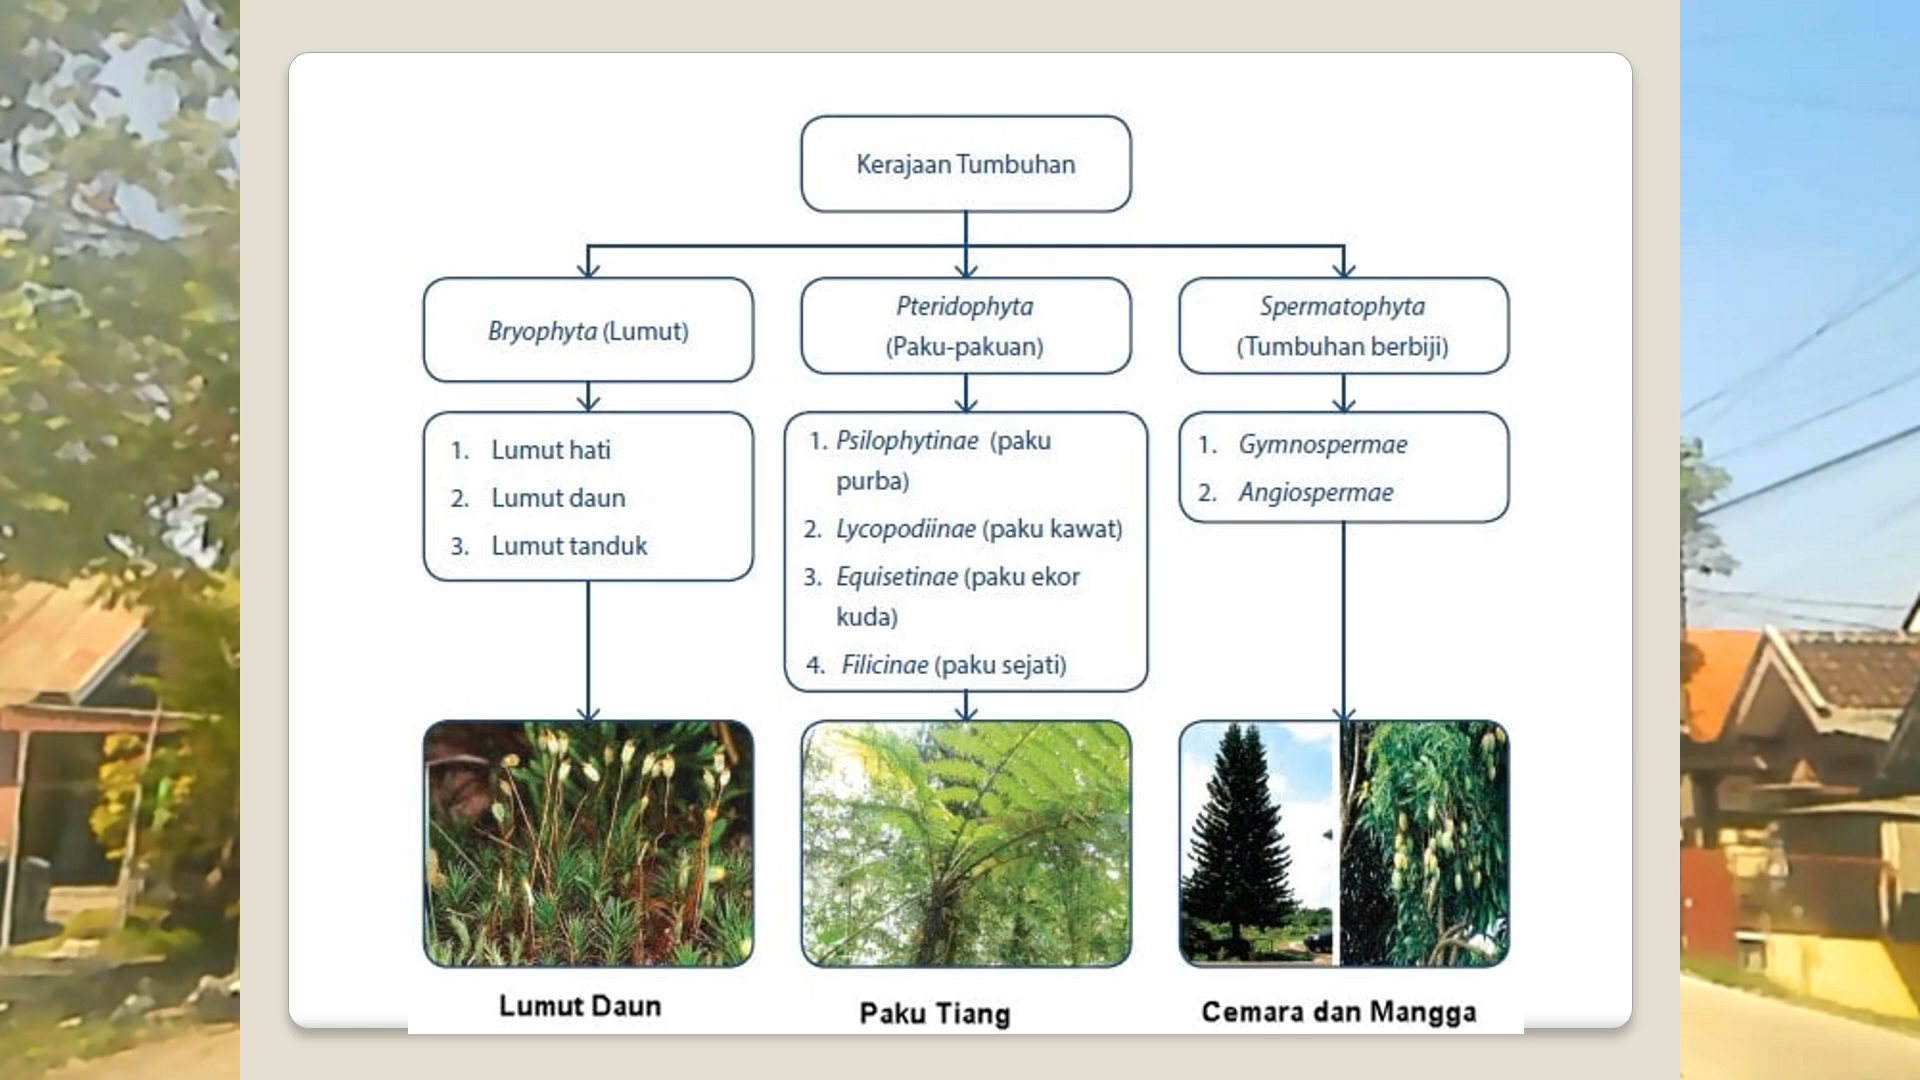 Kerajaan Tumbuhan
Bryophyta (Lumut)
Pteridophyta
(Paku-pakuan)
Spermatophyta
(Tumbuhan berbiji)
1. Lumut hati
2. Lumut daun
3. Lumut tanduk
1. Psilophytinae (paku
purba)
2. Lycopodiinae (paku kawat)
3. Equisetinae (paku ekor
kuda)
4. Filicinae (paku sejati)
1. Gymnospermae
2. Angiospermae
Lumut Daun
Paku Tiang
Cemara dan Mangga